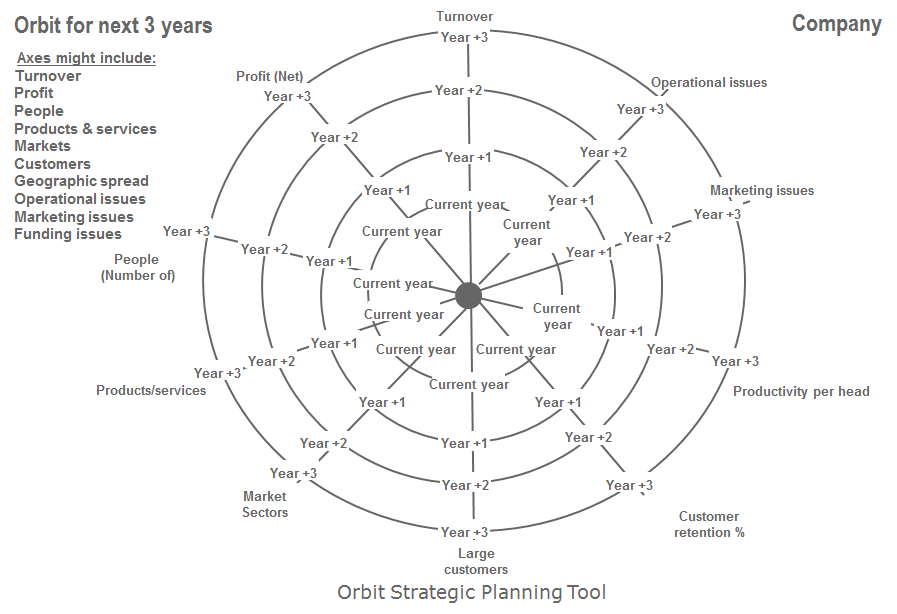 Orbit for next 3 years
Company
Axes might include:
Turnover
Profit
People
Products & services
Markets
Customers
Geographic spread
Operational issues
Marketing issues
Funding issues
Turnover
Year +3
Year +2
Year +1
Current year
Operational issues
Year +3
Year +2
Year +1
Current
year
Marketing issues
Year +3
Year +2
Year +1
Productivity per head
Year +3
Year +2
Year +1
Current
year
Customer
retention %
Year +3
Year +2
Year +1
Current year
Large
customers
Year +3
Year +2
Year +1
Current year
Market
Sectors
Year +3
Year +2
Year +1
Current year
Products/services
Year +3
Year +2
Year +1
Current year
People
(Number of)
Year +3
Year +2
Year +1
Current year
Profit (Net)
Year +3
Year +2
Year +1
Current year
Orbit Strategic Planning Tool